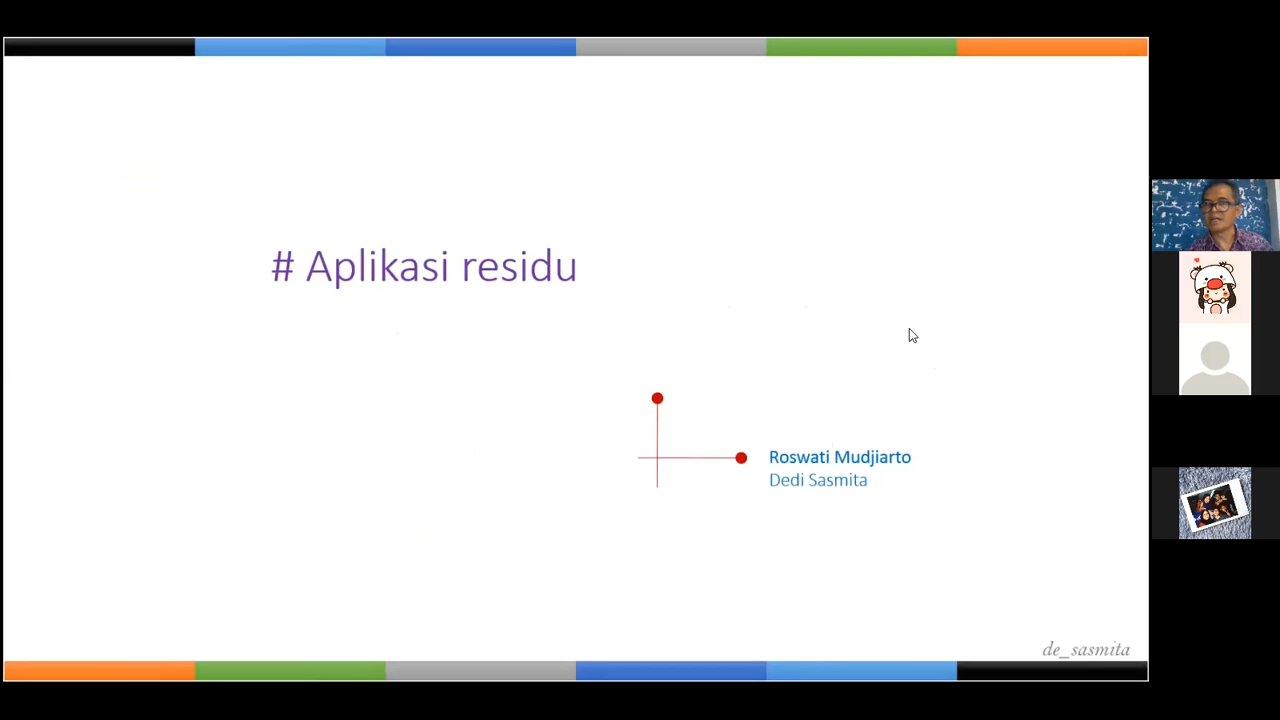 # Aplikasi residu
Roswati Mudjiarto
Dedi Sasmita
de_sasmita